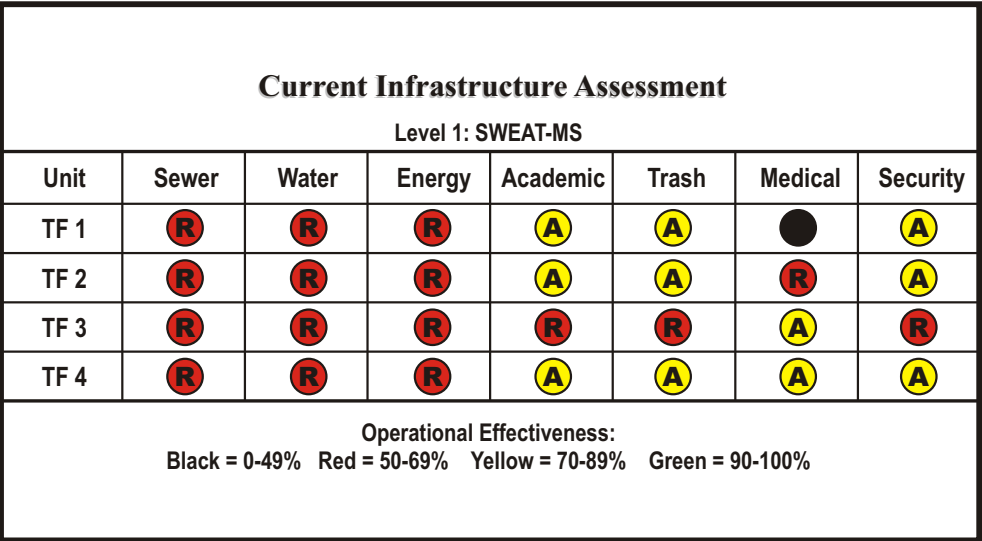 Current Infrastructure Assessment
Level 1: SWEAT-MS
Unit Sewer Water Energy Academic Trash Medical Security
TF 1 R R R A A A
TF 2 R R R A A R A
TF 3 R R R R R A R
TF 4 R R R A A A A
Operational Effectiveness:
Black = 0-49% Red = 50-69% Yellow = 70-89% Green = 90-100%